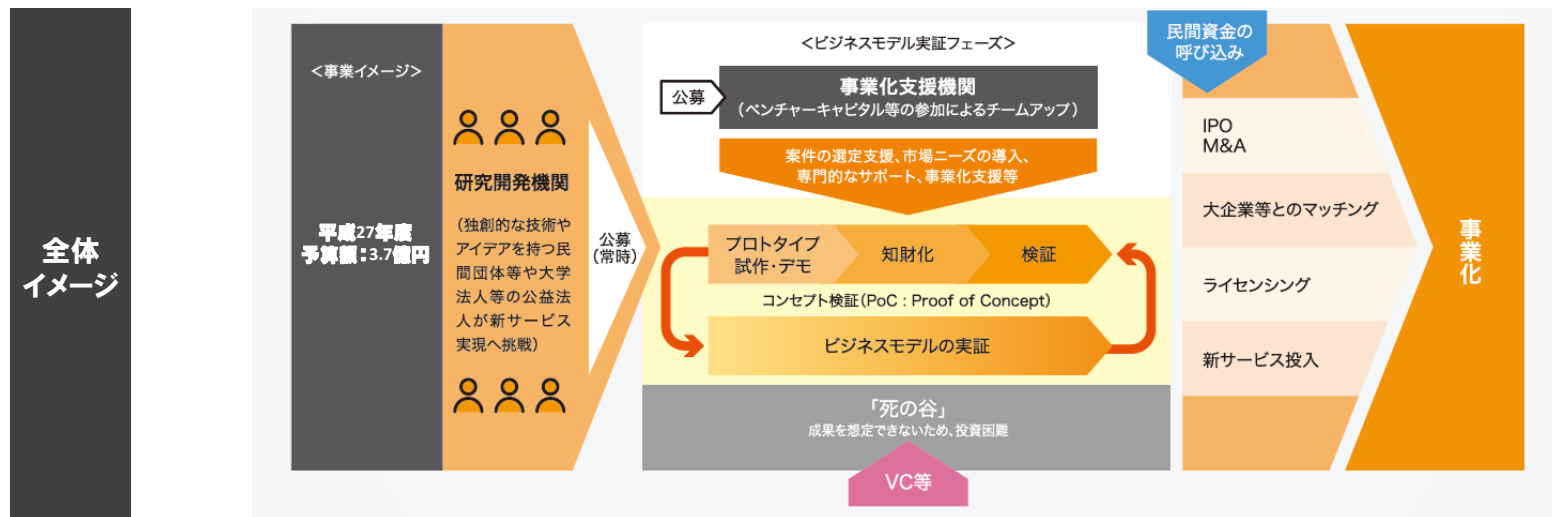 全体
イメージ
<事業イメージ>
平成27年度
予算額：3.7億円
研究開発機関
（独創的な技術や
アイデアを持つ民
間団体等や大学
法人等の公益法
人が新サービス
実現へ挑戦）
公募
（常時）
<ビジネスモデル実証フェーズ>
公募
事業化支援機関
（ベンチャーキャピタル等の参加によるチームアップ）
案件の選定支援、市場ニーズの導入、
専門的なサポート、事業化支援等
プロトタイプ
試作・デモ
知財化
検証
コンセプト検証（PoC : Proof of Concept）
ビジネスモデルの実証
「死の谷」
成果を想定できないため、投資困難
VC等
民間資金の
呼び込み
IPO
M&A
大企業等とのマッチング
ライセンシング
新サービス投入
事業化